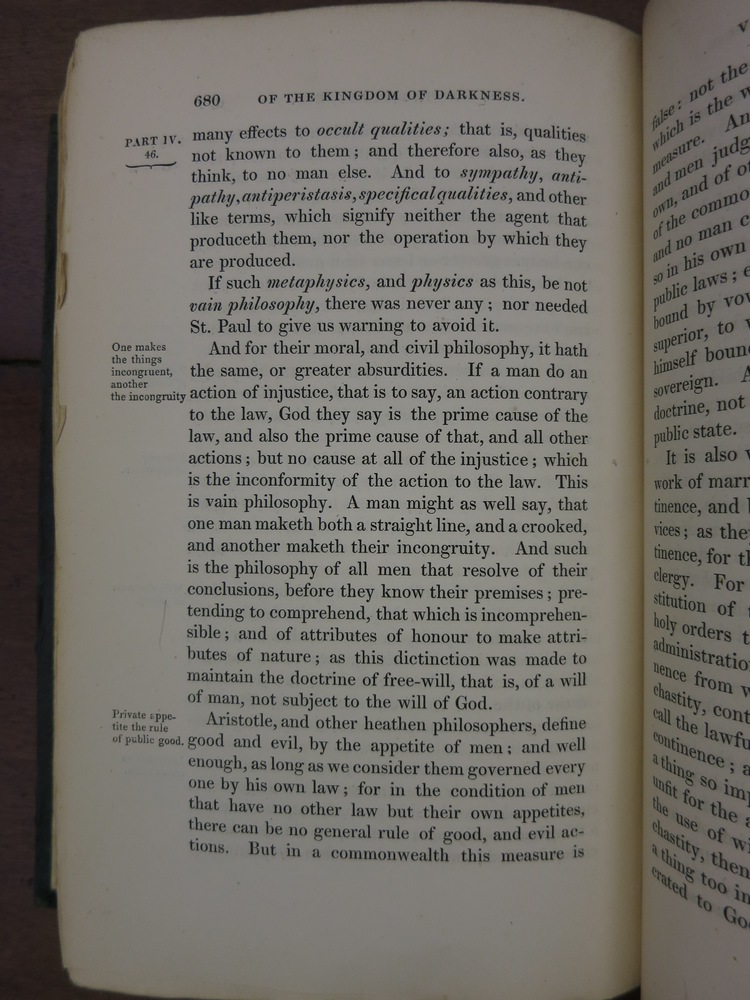 680 OF THE KINGDOM OF DARKNESS.
PART IV.
46.
many effects to occult qualities; that is, qualities
not known to them; and therefore also, as they
think, to no man else. And to sympathy, anti-
pathy, antiperistasis, specifical qualities, and other
like terms, which signify neither the agent that
produceth them, nor the operation by which they
are produced.
If such metaphysics, and physics as this, be not
vain philosophy, there was never any; nor needed
St. Paul to give us warning to avoid it.
One makes
the things
incongruent,
another
the incongruity
And for their moral, and civil philosophy, it hath
the same, or greater absurdities. If a man do an
action of injustice, that is to say, an action contrary
to the law, God they say is the prime cause of the
law, and also the prime cause of that, and all other
actions; but no cause at all of the injustice; which
is the inconformity of the action to the law. This
is vain philosophy. A man might as well say, that
one man maketh both a straight line, and a crooked,
and another maketh their incongruity. And such
is the philosophy of all men that resolve of their
conclusions, before they know their premises; pre-
tending to comprehend, that which is incomprehen-
sible; and of attributes of honour to make attri-
butes of nature; as this dictinction was made to
maintain the doctrine of free-will, that is, of a will
of man, not subject to the will of God.
Private appe-
tite the rule
of public good.
Aristotle, and other heathen philosophers, define
good and evil, by the appetite of men; and well
enough, as long as we consider them governed every
one by his own law; for in the condition of men
that have no other law but their own appetites,
there can be no general rule of good, and evil ac-
tions. But in a commonwealth this measure is
false: not the
which is the
measure. An
and men judg
own, and of
of the commo
and no man
so in his own
public laws;
bound by vow
superior, to
himself boun
sovereign.
doctrine, not
public state.
It is also
work of marr
tinence, and
vices; as the
tinence, for
clergy. For
stitution of
holy orders
administratio
nence from
chastity, cont
call the lawfu
continence;
a thing so imp
unfit for the
the use of
chastity, then
a thing too
crated to Go